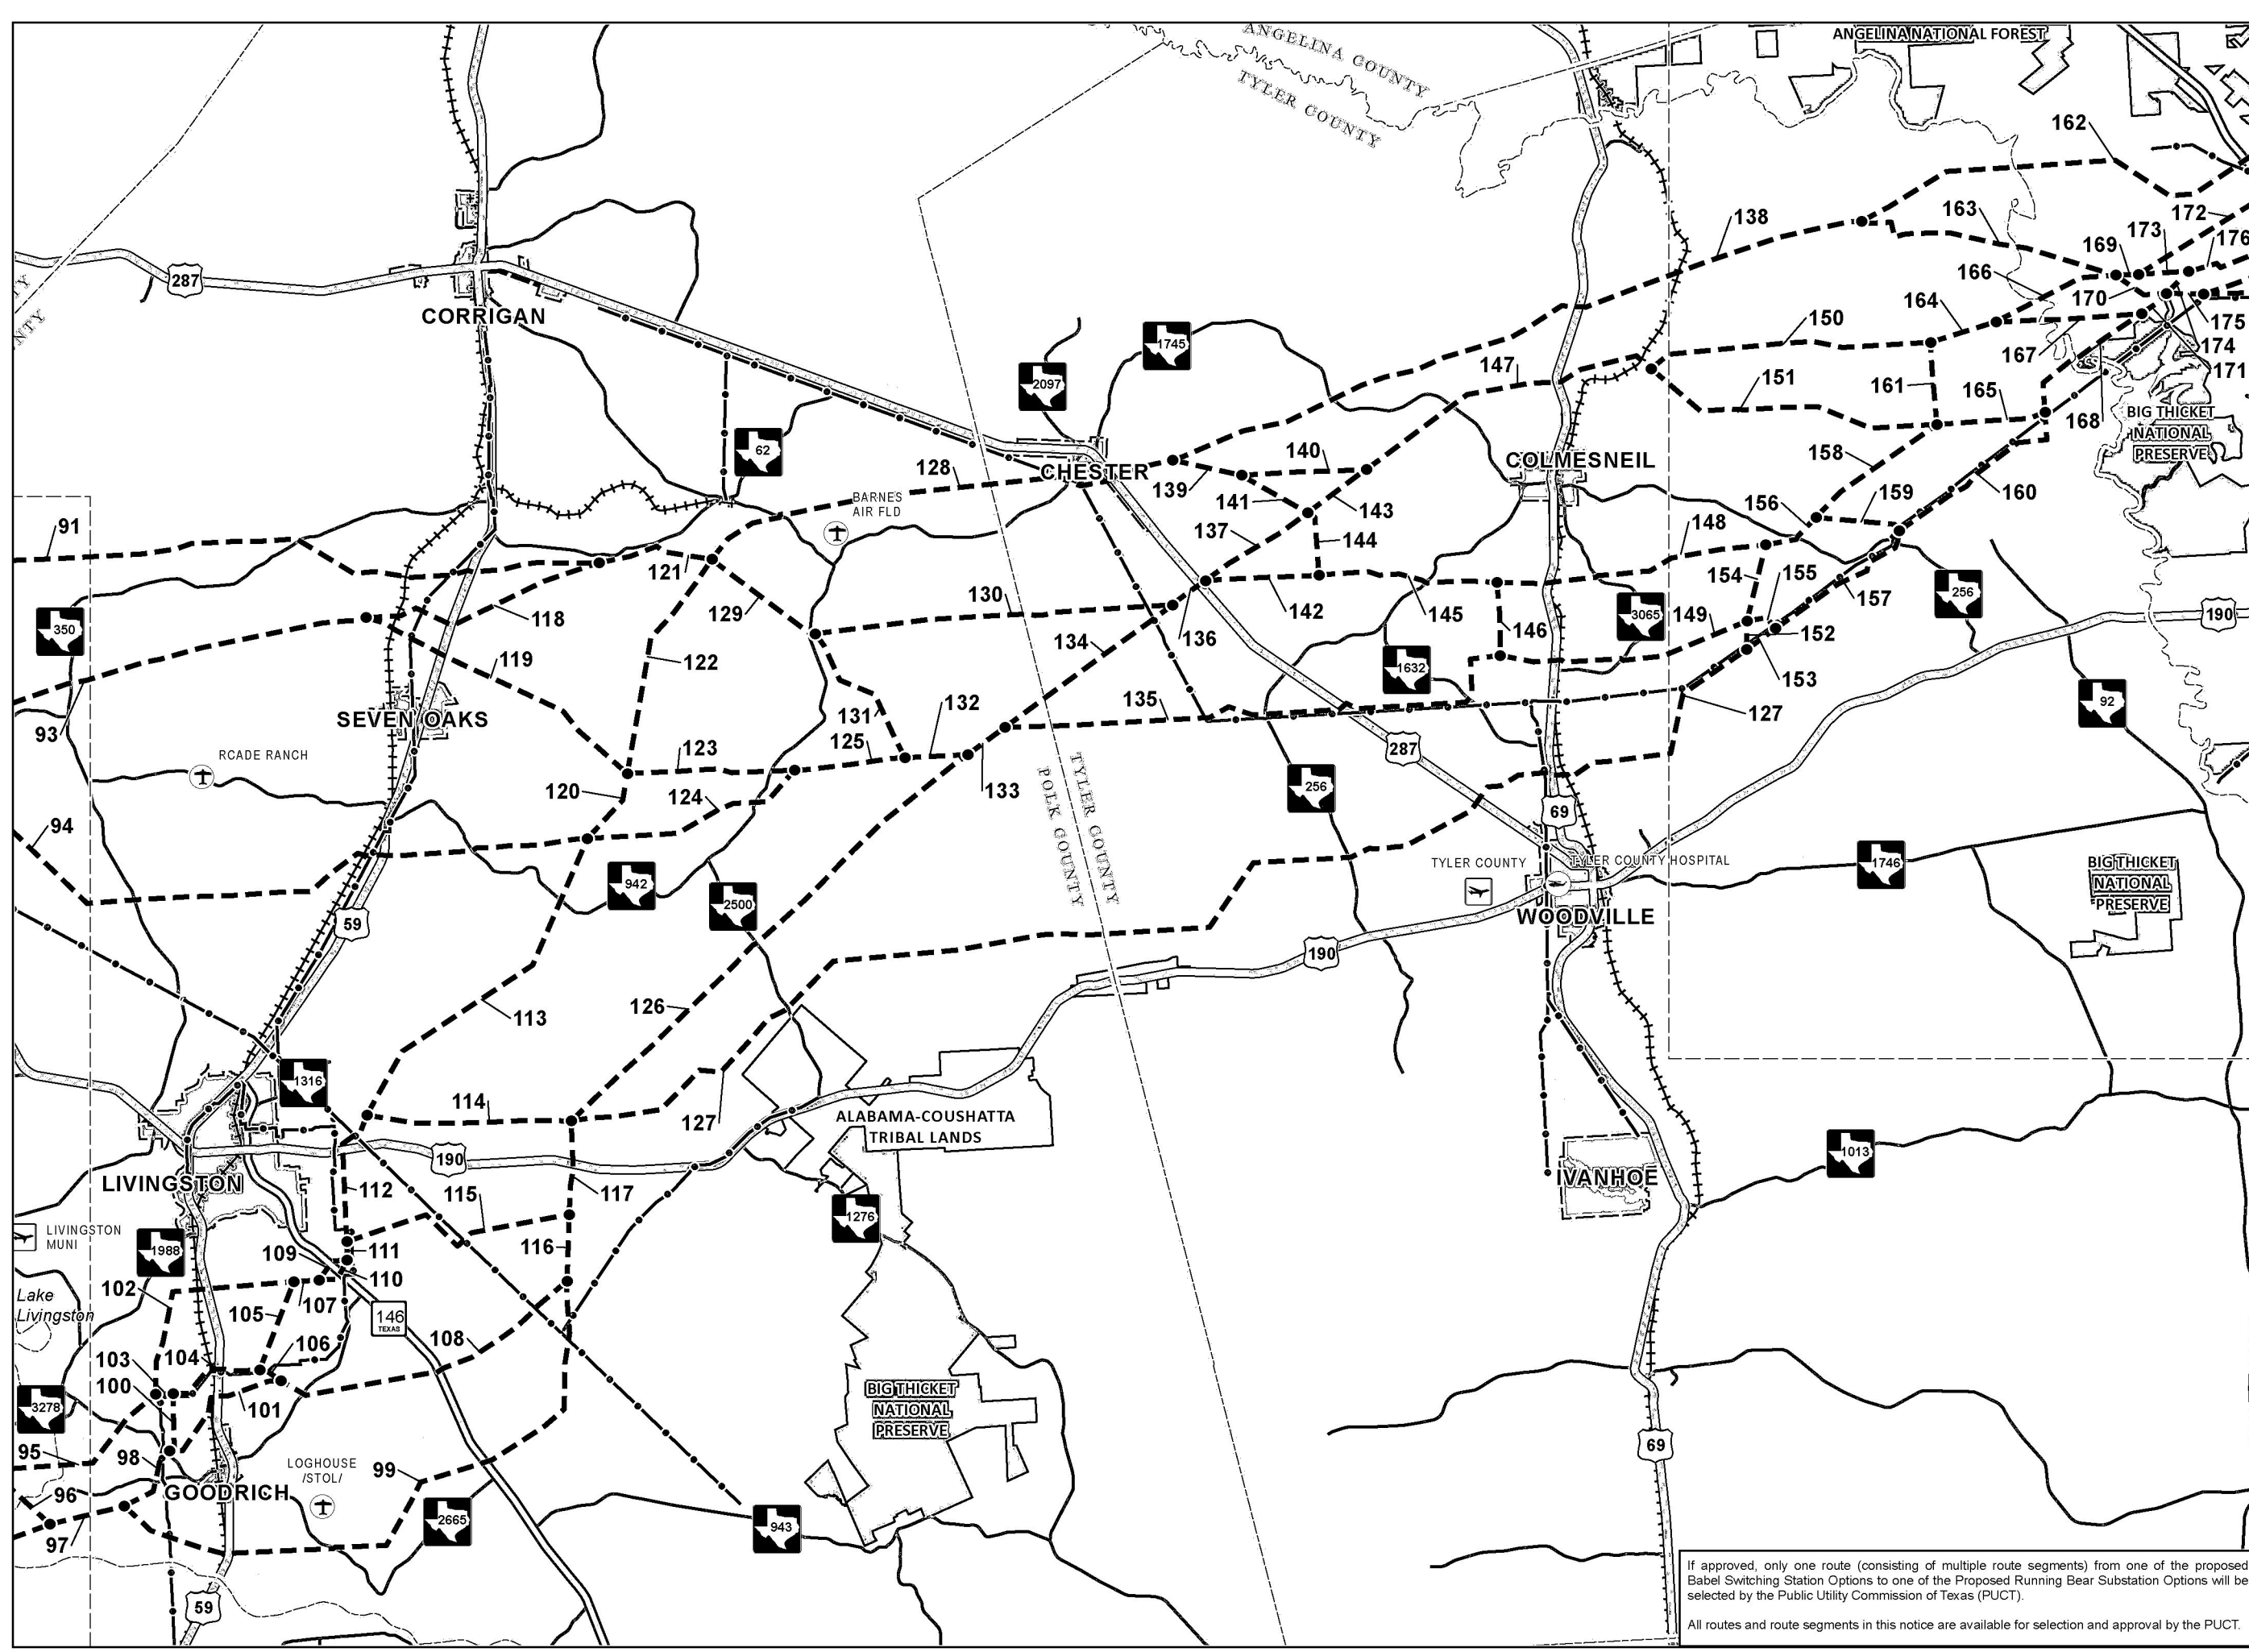 ANGELINA COUNTY
TYLER COUNTY
ANGELINA NATIONAL FOREST
162
138
163
172
173
176
169
166
170
164
287
CORRIGAN
150
167
175
174
171
1745
2097
147
151
161
165
168
BIG THICKET
NATIONAL
PRESERVE
62
128
CHESTER
139
140
COLMESNEIL
158
BARNES
AIR FLD
141
143
156
159
160
91
137
144
148
121
154
155
157
256
350
118
129
130
142
145
146
3065
149
190
134
136
152
119
122
1632
153
93
SEVEN OAKS
131
132
135
127
92
RCADE RANCH
123
125
287
120
124
133
TYLER COUNTY
POLK COUNTY
256
69
94
942
2500
TYLER COUNTY
TYLER COUNTY HOSPITAL
1746
BIG THICKET
NATIONAL
PRESERVE
59
WOODVILLE
190
126
113
1316
114
127
ALABAMA-COUSHATTA
TRIBAL LANDS
190
1013
LIVINGSTON
112
115
117
IVANHOE
1276
LIVINGSTON
MUNI
1988
109
111
116
110
102
107
Lake
Livingston
105
146
TEXAS
106
108
103
104
100
3278
101
BIG THICKET
NATIONAL
PRESERVE
95
98
LOGHOUSE
/STOL/
99
69
96
GOODRICH
97
2665
943
59
If approved, only one route (consisting of multiple route segments) from one of the proposed
Babel Switching Station Options to one of the Proposed Running Bear Substation Options will be
selected by the Public Utility Commission of Texas (PUCT).
All routes and route segments in this notice are available for selection and approval by the PUCT.